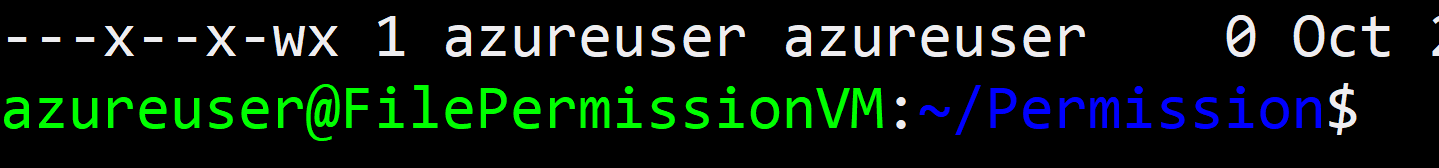 ---x--x-wx 1 azureuser azureuser    0 Oct
azureuser@FilePermissionVM:~/Permission$